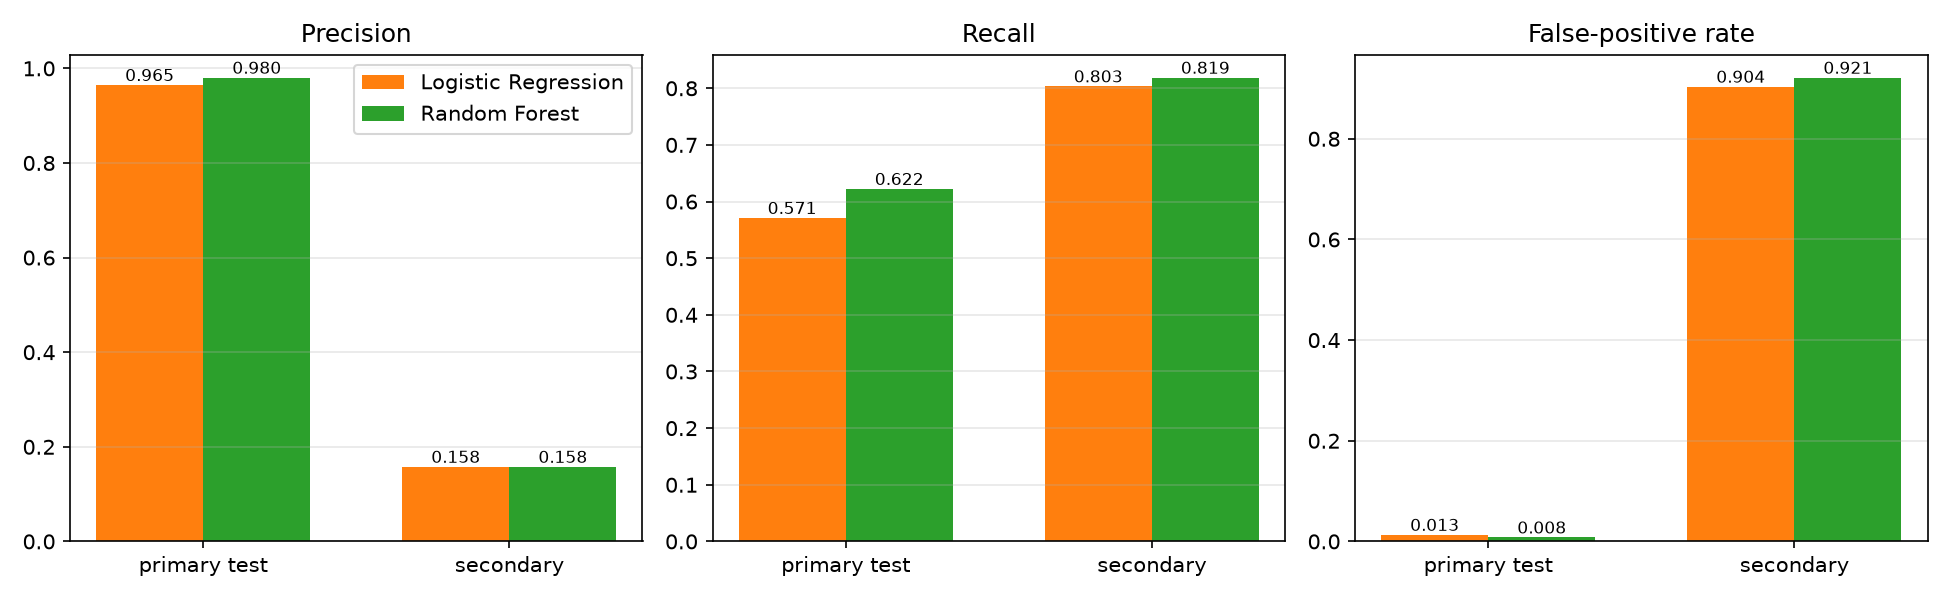 Precision
1.0
0.8
0.6
0.4
0.2
0.0
0.965
0.980
0.158
0.158
Logistic Regression
Random Forest
primary test
secondary
Recall
0.8
0.7
0.6
0.5
0.4
0.3
0.2
0.1
0.0
0.571
0.622
0.803
0.819
primary test
secondary
False-positive rate
0.8
0.6
0.4
0.2
0.0
0.013
0.008
0.904
0.921
primary test
secondary